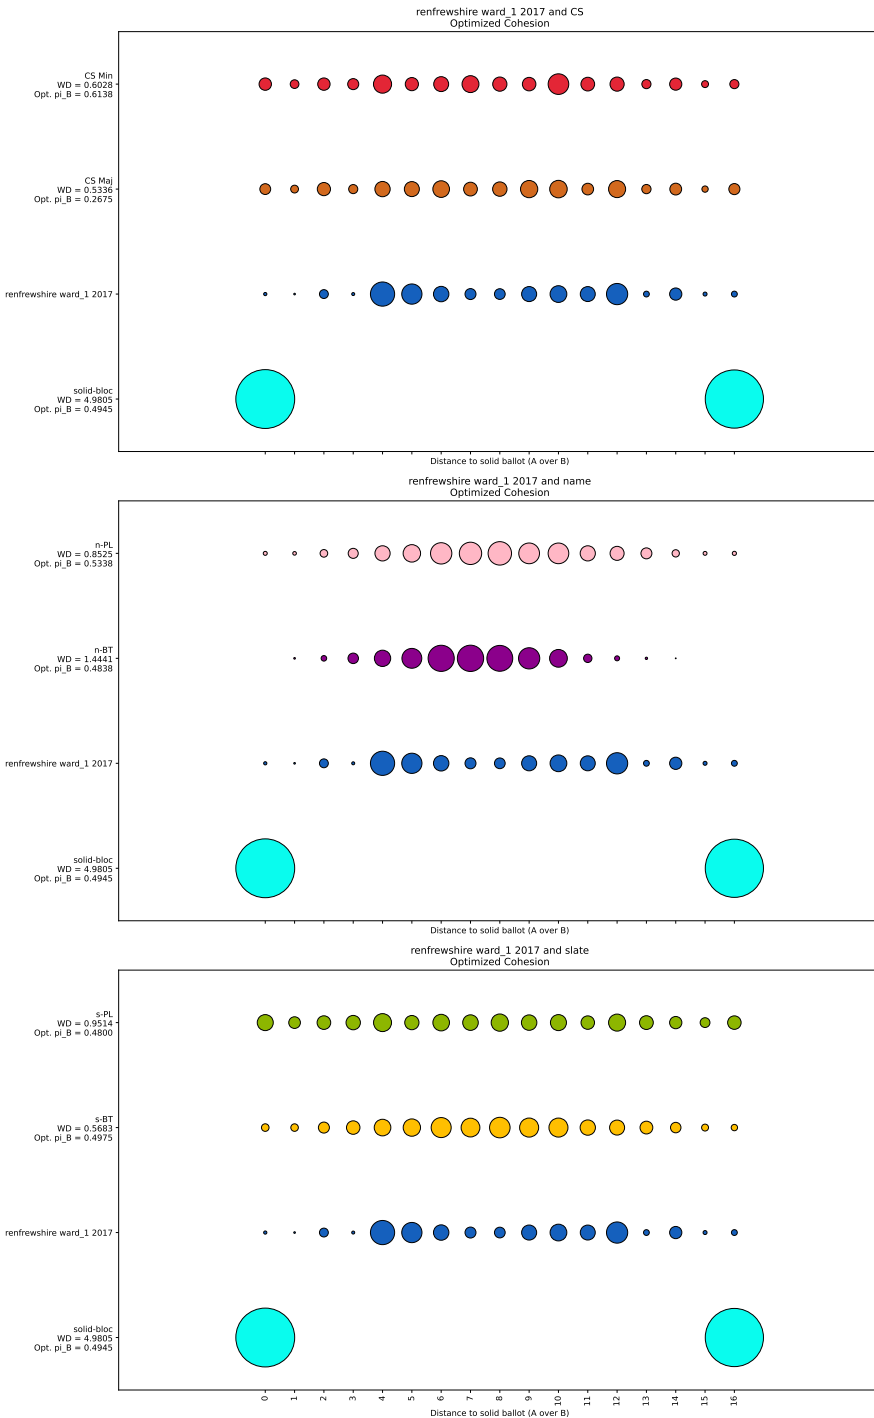 renfrewshire ward_1 2017 and CS
Optimized Cohesion
CS Min
WD = 0.6028
Opt. pi_B = 0.6138
CS Maj
WD = 0.5336
Opt. pi_B = 0.2675
renfrewshire ward_1 2017
solid-bloc
WD = 4.9805
Opt. pi_B = 0.4945
Distance to solid ballot (A over B)
renfrewshire ward_1 2017 and name
Optimized Cohesion
n-PL
WD = 0.8525
Opt. pi_B = 0.5338
n-BT
WD = 1.4441
Opt. pi_B = 0.4838
renfrewshire ward_1 2017
solid-bloc
WD = 4.9805
Opt. pi_B = 0.4945
Distance to solid ballot (A over B)
renfrewshire ward_1 2017 and slate
Optimized Cohesion
s-PL
WD = 0.9514
Opt. pi_B = 0.4800
s-BT
WD = 0.5683
Opt. pi_B = 0.4975
renfrewshire ward_1 2017
solid-bloc
WD = 4.9805
Opt. pi_B = 0.4945
0 1 2 3 4 5 6 7 8 9 10 11 12 13 14 15 16
Distance to solid ballot (A over B)